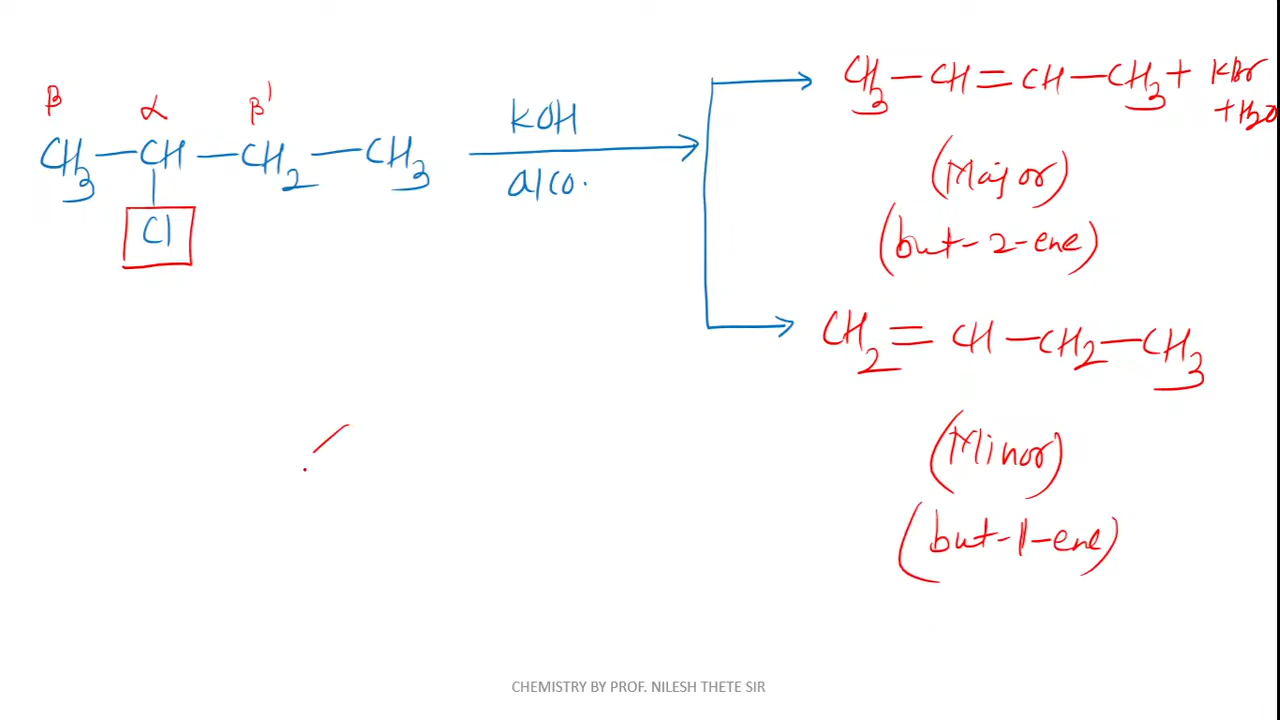 β α β'
CH3 — CH — CH2 — CH3
Cl
KOH
alco.
CH3 — CH = CH — CH3 + KBr
+ H2O
(Major)
(but-2-ene)
CH2 = CH — CH2 — CH3
(Minor)
(but-1-ene)
CHEMISTRY BY PROF. NILESH THETE SIR